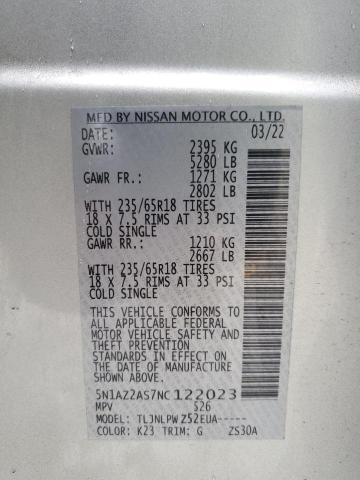 MFD BY NISSAN MOTOR CO., LTD.
DATE: 03/22
GVWR: 2395 KG
5280 LB
GAWR FR.: 1271 KG
2802 LB
WITH 235/65R18 TIRES
18 X 7.5 RIMS AT 33 PSI
COLD SINGLE
GAWR RR.: 1210 KG
2667 LB
WITH 235/65R18 TIRES
18 X 7.5 RIMS AT 33 PSI
COLD SINGLE
THIS VEHICLE CONFORMS TO
ALL APPLICABLE FEDERAL
MOTOR VEHICLE SAFETY AND
THEFT PREVENTION
STANDARDS IN EFFECT ON
THE DATE OF MANUFACTURE
SHOWN ABOVE.
5N1AZ2AS7NC122023
MPV S26
MODEL: TLJNLPW Z52EUA-----
COLOR: K23 TRIM: G ZS30A